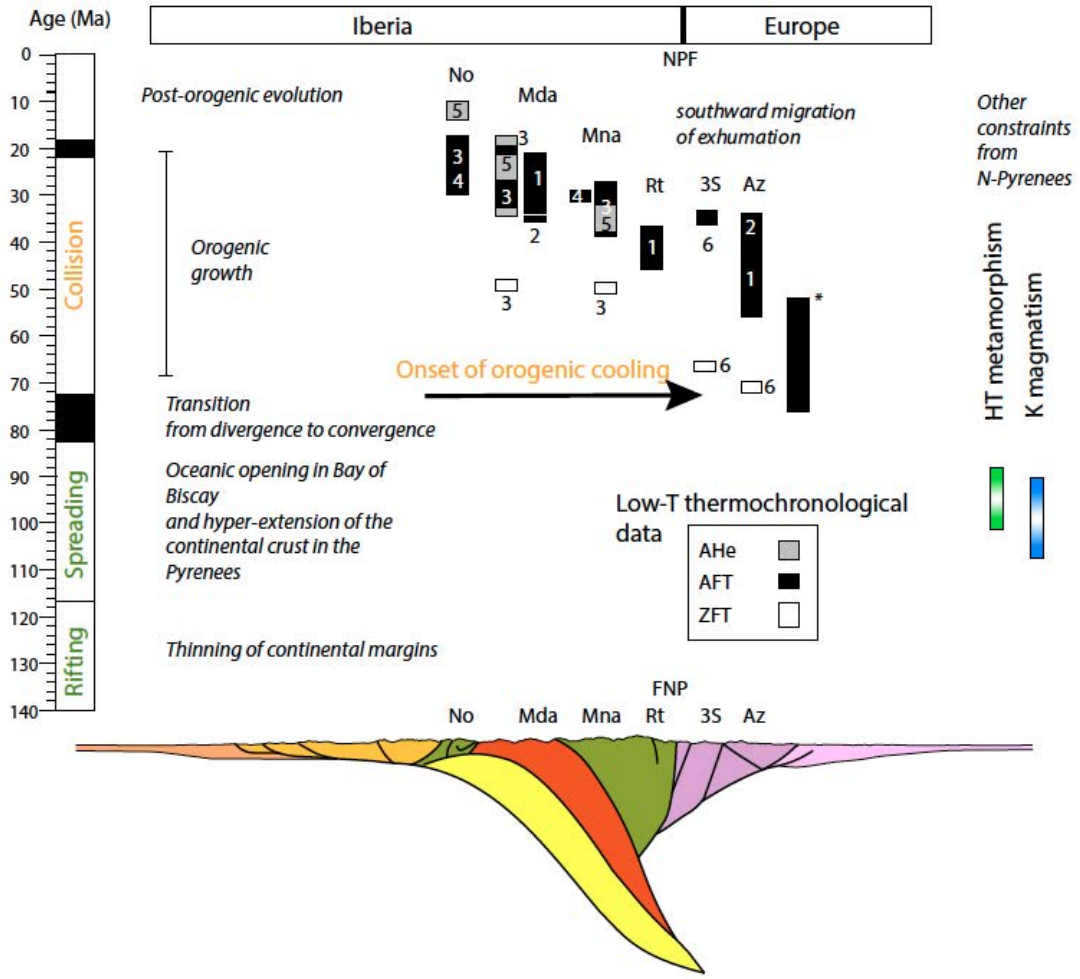 Age (Ma)
Iberia
Europe
NPF
0
10
20
30
40
50
60
70
80
90
100
110
120
130
140
Collision
Spreading
Rifting
Post-orogenic evolution
Orogenic
growth
Transition
from divergence to convergence
Oceanic opening in Bay of
Biscay
and hyper-extension of the
continental crust in the
Pyrenees
Thinning of continental margins
No
5
3
4
Mda
3
5
3
3
1
2
Mna
4
3
5
3
Rt
1
southward migration
of exhumation
3S
6
6
Az
2
1
6
*
Onset of orogenic cooling
Other
constraints
from
N-Pyrenees
HT metamorphism
K magmatism
Low-T thermochronological
data
AHe
AFT
ZFT
FNP
No Mda Mna Rt 3S Az